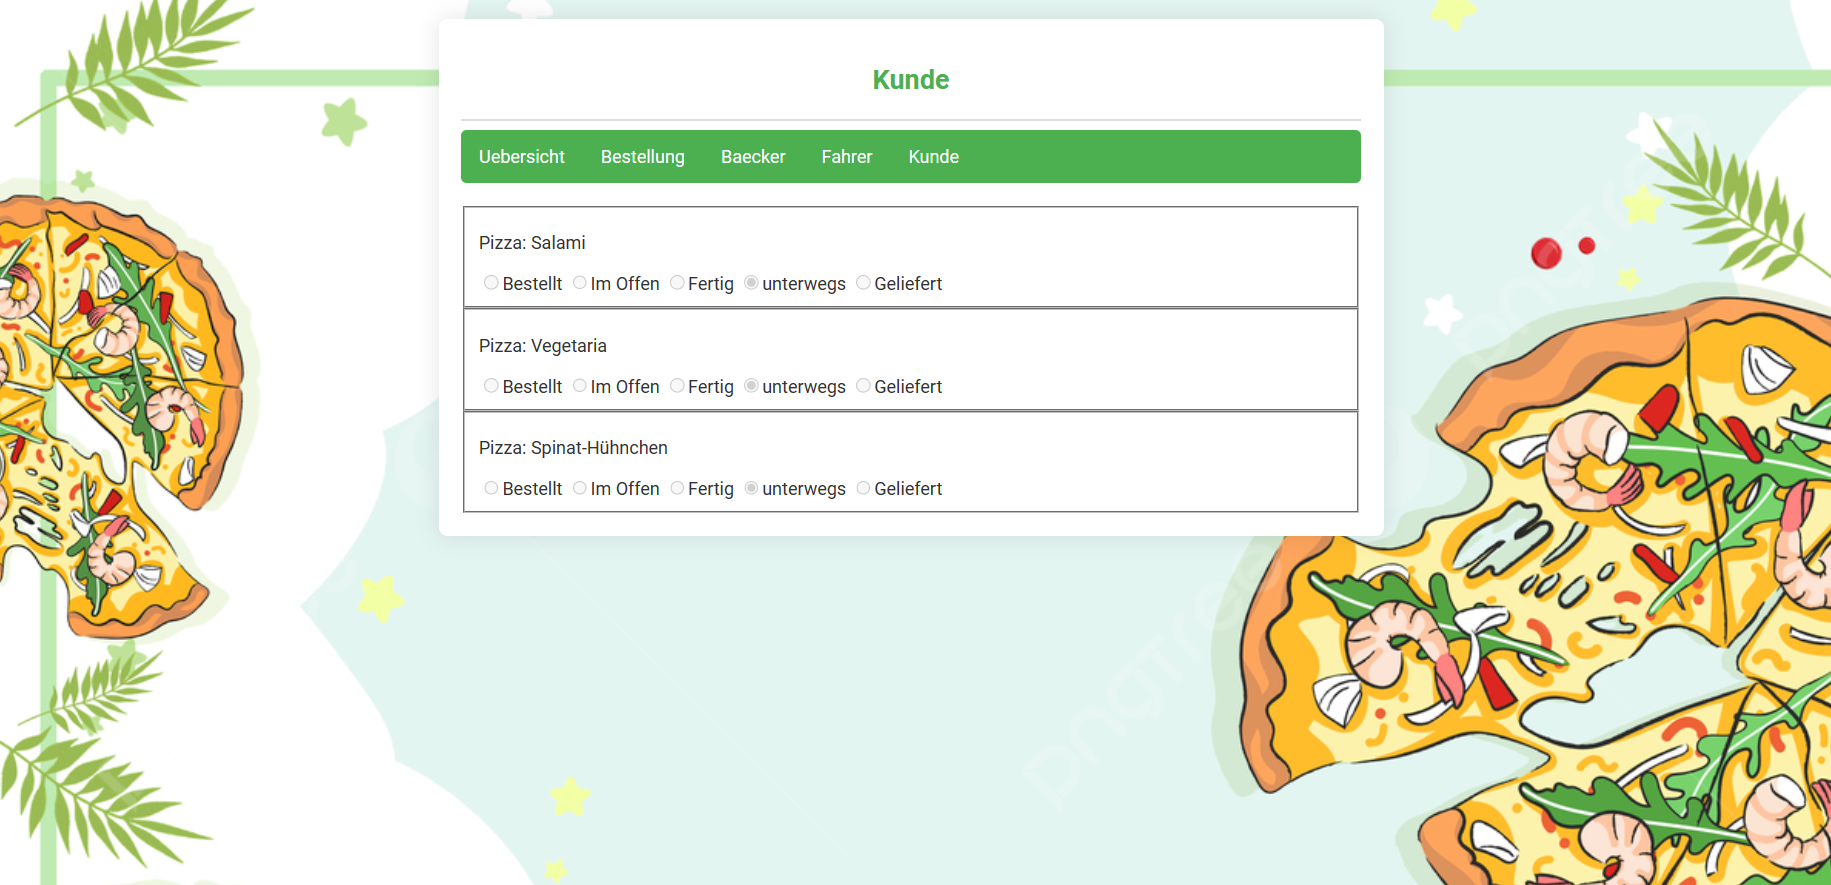 Kunde
Uebersicht Bestellung Baecker Fahrer Kunde
Pizza: Salami
Bestellt Im Offen Fertig unterwegs Geliefert
Pizza: Vegetaria
Bestellt Im Offen Fertig unterwegs Geliefert
Pizza: Spinat-Hühnchen
Bestellt Im Offen Fertig unterwegs Geliefert
pngtree